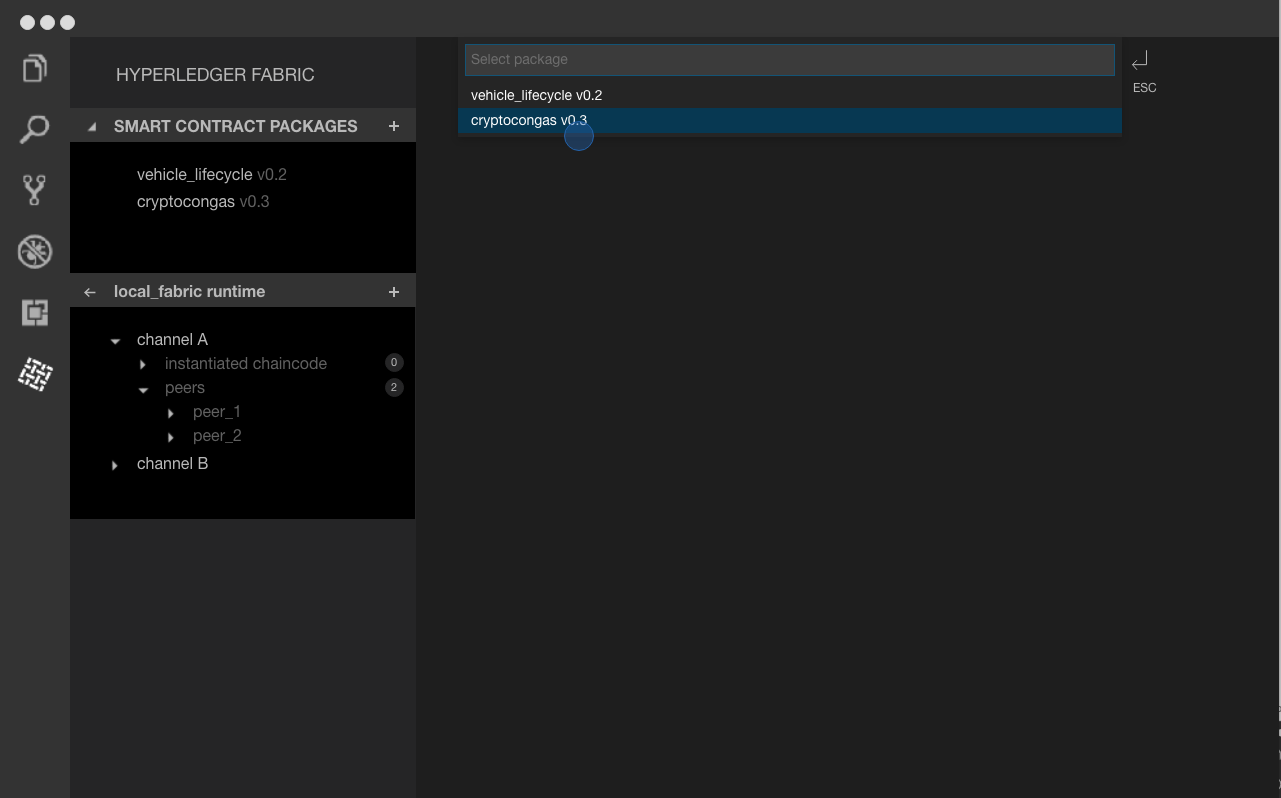 HYPERLEDGER FABRIC
SMART CONTRACT PACKAGES +
vehicle_lifecycle v0.2
cryptocongas v0.3
local_fabric runtime +
channel A
instantiated chaincode 0
peers 2
peer_1
peer_2
channel B
Select package
vehicle_lifecycle v0.2
cryptocongas v0.3
ESC